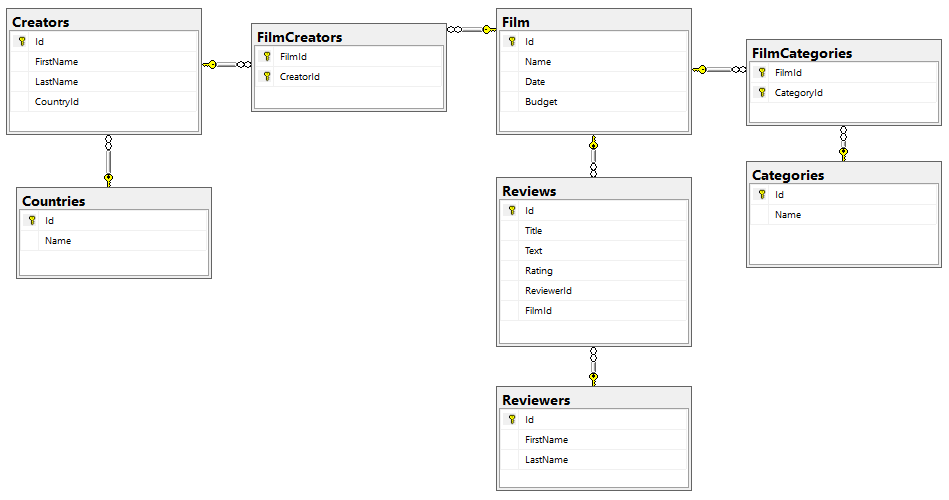 Creators
Id
FirstName
LastName
CountryId
FilmCreators
FilmId
CreatorId
Film
Id
Name
Date
Budget
FilmCategories
FilmId
CategoryId
Countries
Id
Name
Reviews
Id
Title
Text
Rating
ReviewerId
FilmId
Categories
Id
Name
Reviewers
Id
FirstName
LastName